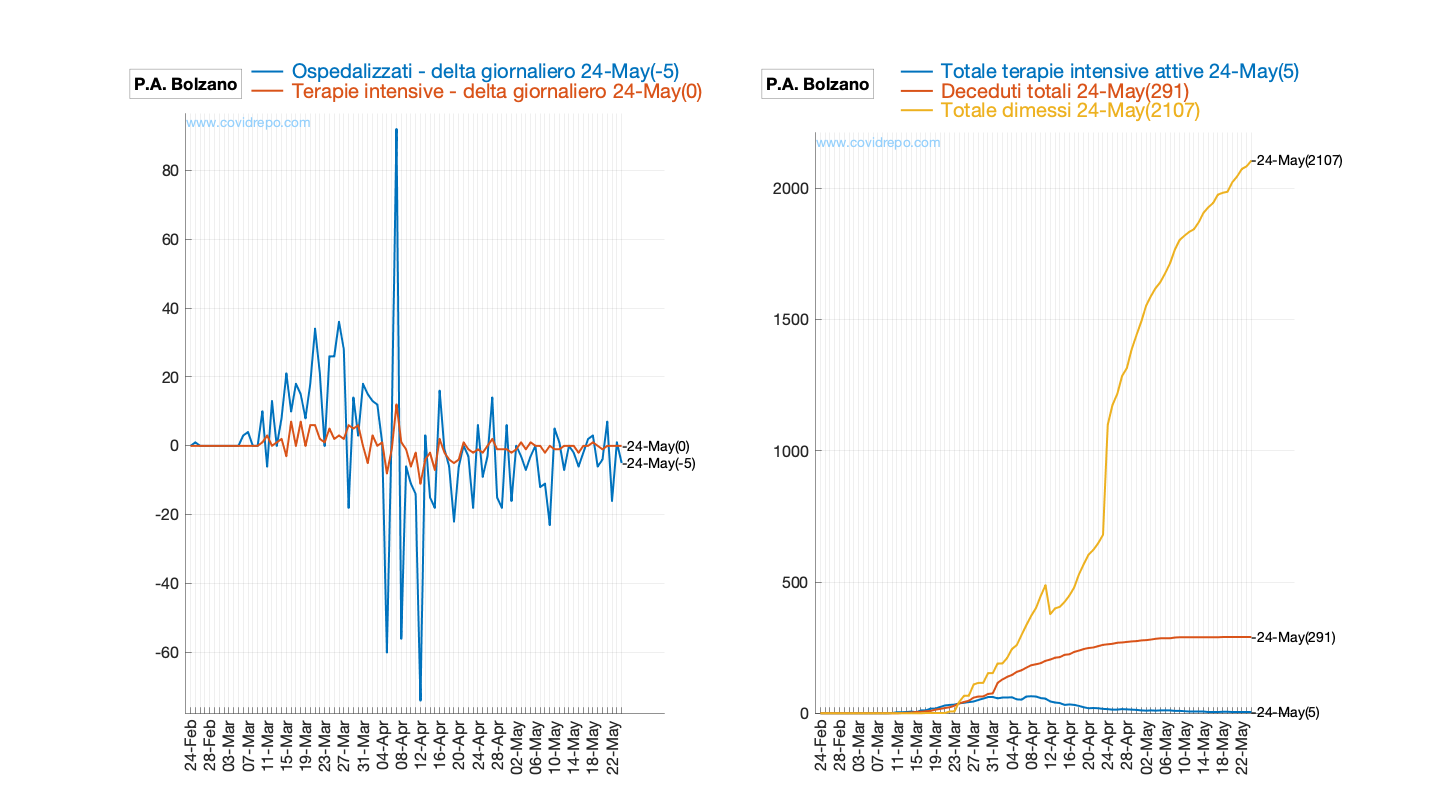 P.A. Bolzano
Ospedalizzati - delta giornaliero 24-May(-5)
Terapie intensive - delta giornaliero 24-May(0)
www.covidrepo.com
80
60
40
20
0
-20
-40
-60
-24-May(0)
-24-May(-5)
24-Feb
28-Feb
03-Mar
07-Mar
11-Mar
15-Mar
19-Mar
23-Mar
27-Mar
31-Mar
04-Apr
08-Apr
12-Apr
16-Apr
20-Apr
24-Apr
28-Apr
02-May
06-May
10-May
14-May
18-May
22-May
P.A. Bolzano
Totale terapie intensive attive 24-May(5)
Deceduti totali 24-May(291)
Totale dimessi 24-May(2107)
www.covidrepo.com
2000
1500
1000
500
0
-24-May(2107)
-24-May(291)
-24-May(5)
24-Feb
28-Feb
03-Mar
07-Mar
11-Mar
15-Mar
19-Mar
23-Mar
27-Mar
31-Mar
04-Apr
08-Apr
12-Apr
16-Apr
20-Apr
24-Apr
28-Apr
02-May
06-May
10-May
14-May
18-May
22-May